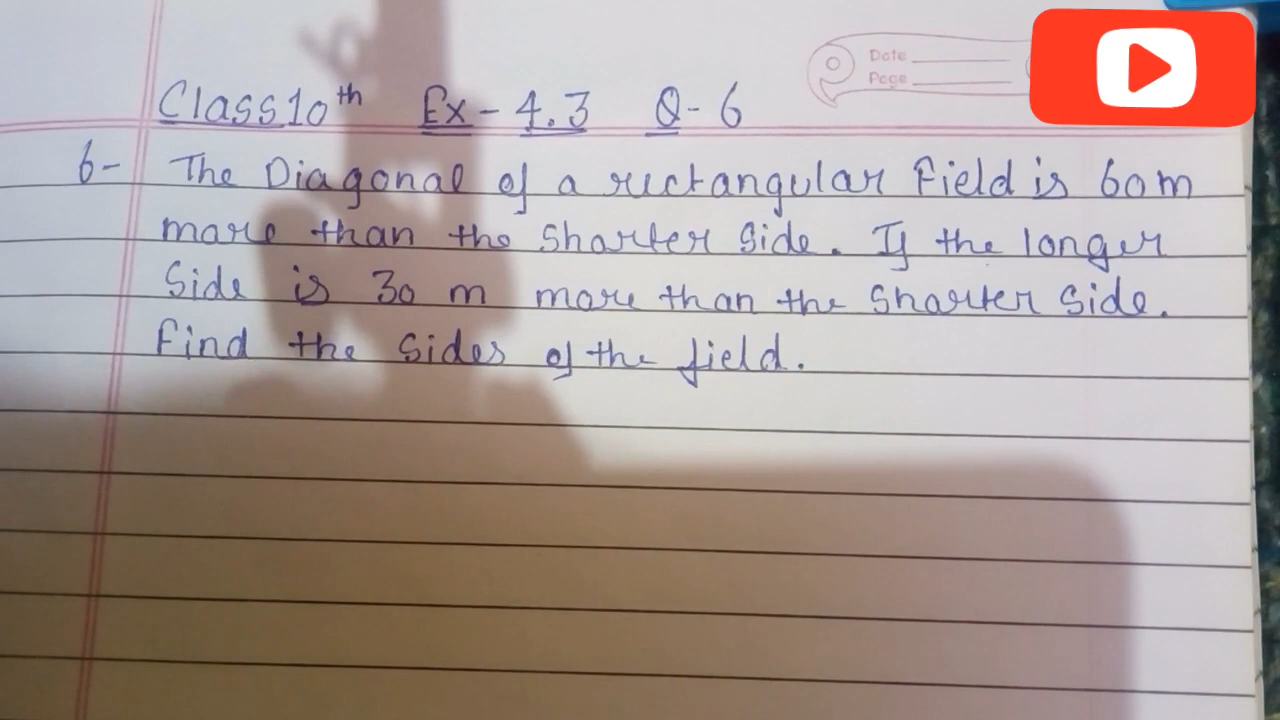 Date
Page
Class 10th Ex - 4.3 Q - 6
6- The Diagonal of a rectangular field is 60 m
more than the shorter side. If the longer
Side is 30 m more than the shorter side.
Find the sides of the field.